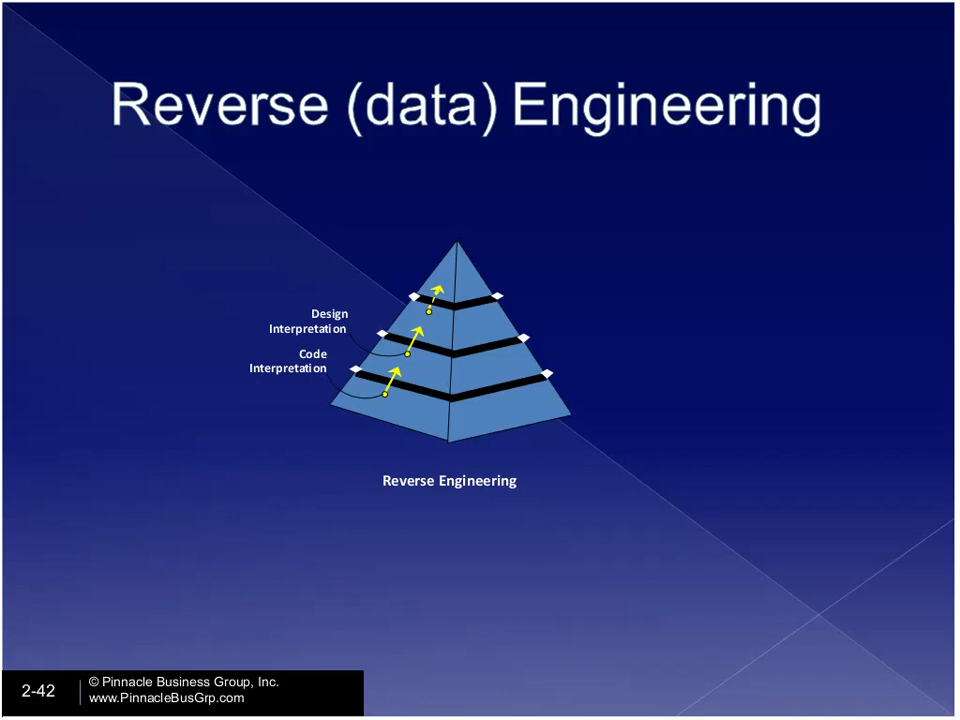 Reverse (data) Engineering
Design
Interpretation
Code
Interpretation
Reverse Engineering
2-42
© Pinnacle Business Group, Inc.
www.PinnacleBusGrp.com